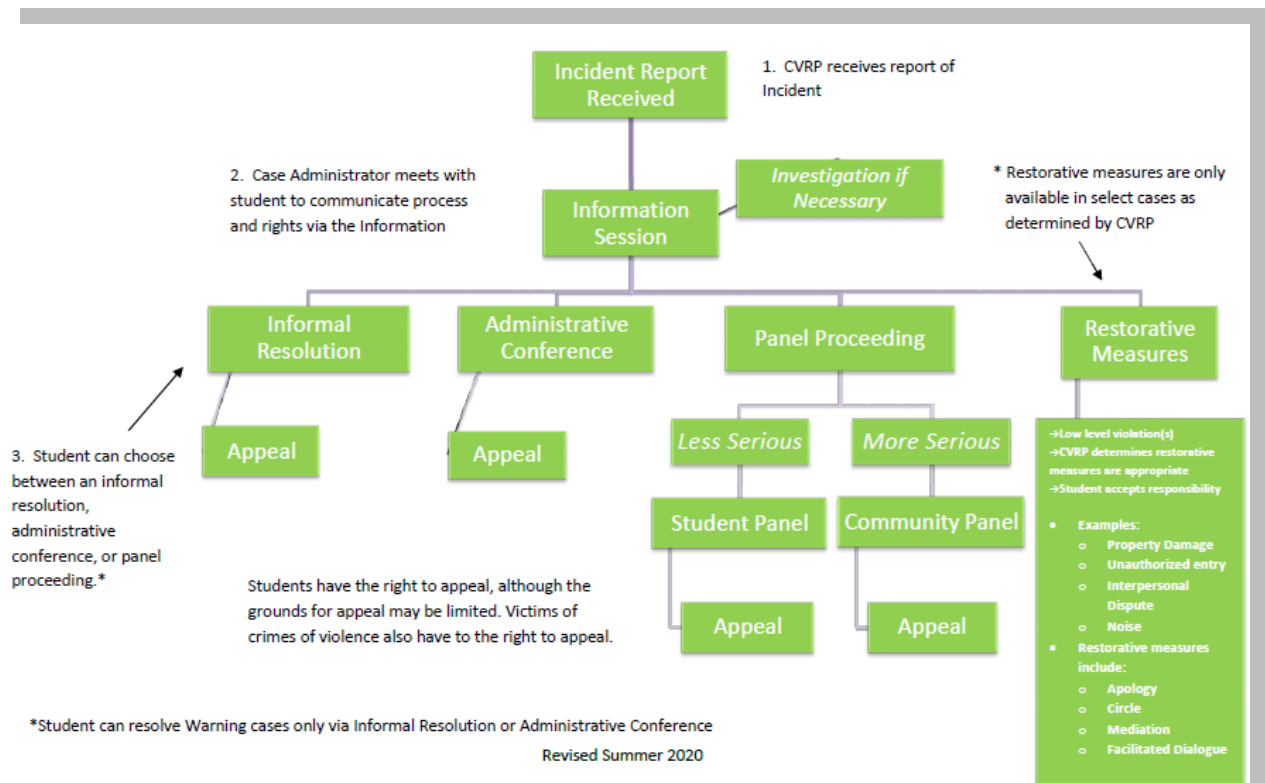 Incident Report
Received
1.  CVRP receives report of
Incident
2.  Case Administrator meets with
student to communicate process
and rights via the Information
Investigation if
Necessary
Information
Session
* Restorative measures are only
available in select cases as
determined by CVRP
Informal
Resolution
Administrative
Conference
Panel Proceeding
Restorative
Measures
3.  Student can choose
between an informal
resolution,
administrative
conference, or panel
proceeding.*
Appeal
Appeal
Less Serious
More Serious
Student Panel
Community Panel
Appeal
Appeal
→Low level violation(s)
→CVRP determines restorative
measures are appropriate
→Student accepts responsibility
• Examples:
o Property Damage
o Unauthorized entry
o Interpersonal
Dispute
o Noise
• Restorative measures
include:
o Apology
o Circle
o Mediation
o Facilitated Dialogue
Students have the right to appeal, although the
grounds for appeal may be limited. Victims of
crimes of violence also have to the right to appeal.
*Student can resolve Warning cases only via Informal Resolution or Administrative Conference
Revised Summer 2020